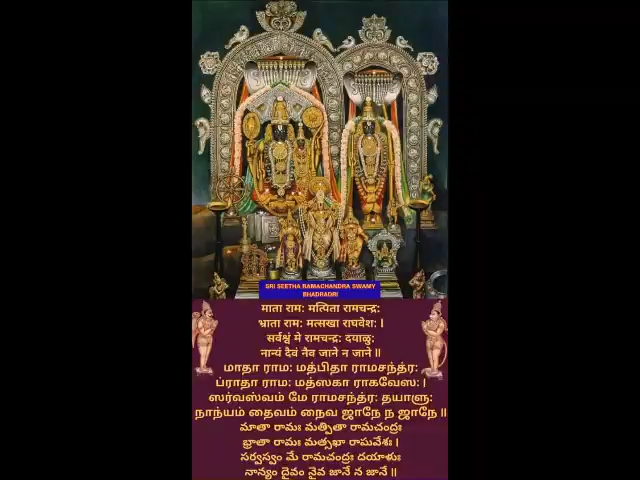 SRI SEETHA RAMACHANDRA SWAMY
BHADRADRI
माता रामः मत्पिता रामचन्द्रः
भ्राता रामः मत्सखा राघवेशः ।
सर्वश्वं मे रामचन्द्रः दयाळुः
नान्यं दैवं नैव जाने न जाने ॥
மாதா ராம: மத்பிதா ராமசந்த்ர:
ப்ராதா ராம: மத்ஸகா ராகவேஸ: |
ஸர்வஸ்வம் மே ராமசந்த்ர: தயாளு:
நாந்யம் தைவம் நைவ ஜாநே ந ஜாநே ||
మాతా రామః మత్పితా రామచంద్రః
భ్రాతా రామః మత్సఖా రాఘవేశః ।
సర్వస్వం మే రామచంద్రః దయాళుః
నాన్యం దైవం నైవ జానే న జానే ॥